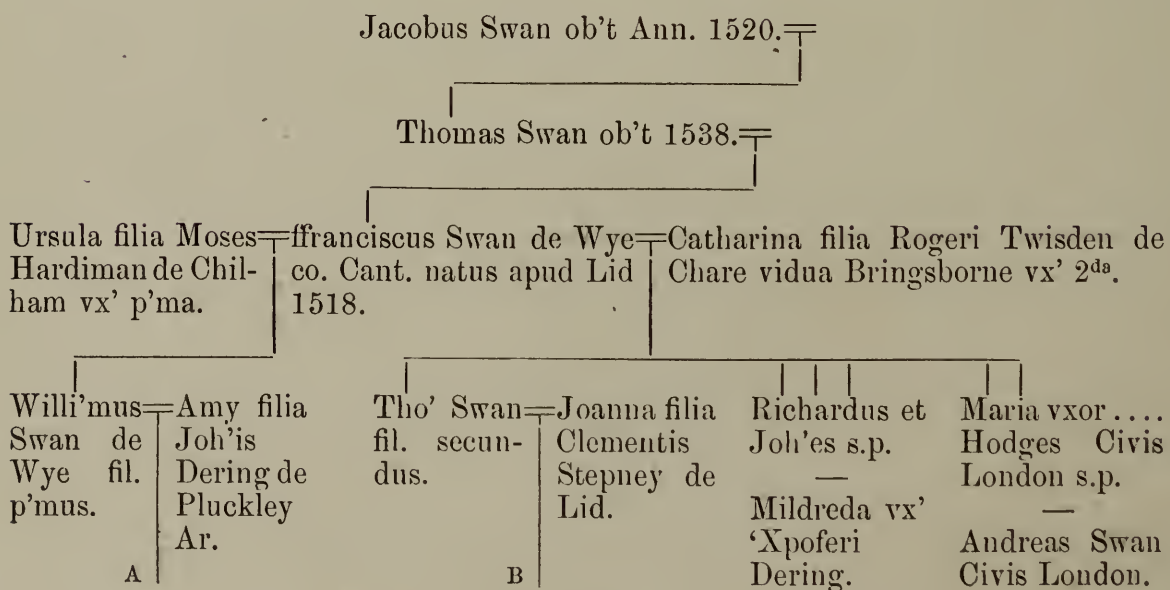 Jacobus Swan ob't Ann. 1520.
Thomas Swan ob't 1538.
Ursula filia Moses
Hardiman de Chil-
ham vx' p'ma.
ffranciscus Swan de Wye
co. Cant. natus apud Lid
1518.
Catharina filia Rogeri Twisden de
Chare vidua Bringsborne vx' 2da.
Willi'mus
Swan de
Wye fil.
p'mus.
A
Amy filia
Joh'is
Dering de
Pluckley
Ar.
Tho' Swan
fil. secun-
dus.
B
Joanna filia
Clementis
Stepney de
Lid.
Richardus et
Joh'es s.p.
—
Mildreda vx'
'Xpoferi
Dering.
Maria vxor ....
Hodges Civis
London s.p.
—
Andreas Swan
Civis London.